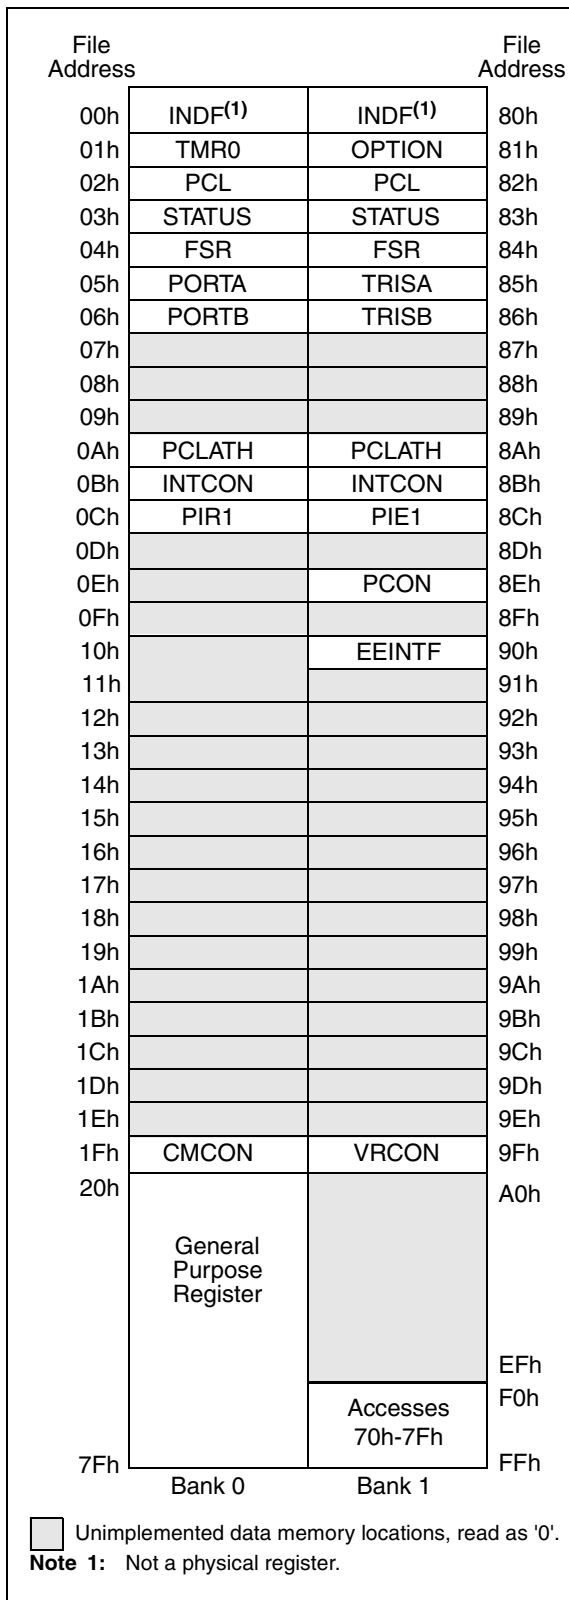 File Address File Address
00h INDF(1) INDF(1) 80h
01h TMR0 OPTION 81h
02h PCL PCL 82h
03h STATUS STATUS 83h
04h FSR FSR 84h
05h PORTA TRISA 85h
06h PORTB TRISB 86h
07h 87h
08h 88h
09h 89h
0Ah PCLATH PCLATH 8Ah
0Bh INTCON INTCON 8Bh
0Ch PIR1 PIE1 8Ch
0Dh 8Dh
0Eh PCON 8Eh
0Fh 8Fh
10h EEINTF 90h
11h 91h
12h 92h
13h 93h
14h 94h
15h 95h
16h 96h
17h 97h
18h 98h
19h 99h
1Ah 9Ah
1Bh 9Bh
1Ch 9Ch
1Dh 9Dh
1Eh 9Eh
1Fh CMCON VRCON 9Fh
20h A0h
General
Purpose
Register
EFh
F0h
Accesses
70h-7Fh
7Fh FFh
Bank 0 Bank 1
Unimplemented data memory locations, read as '0'.
Note 1: Not a physical register.